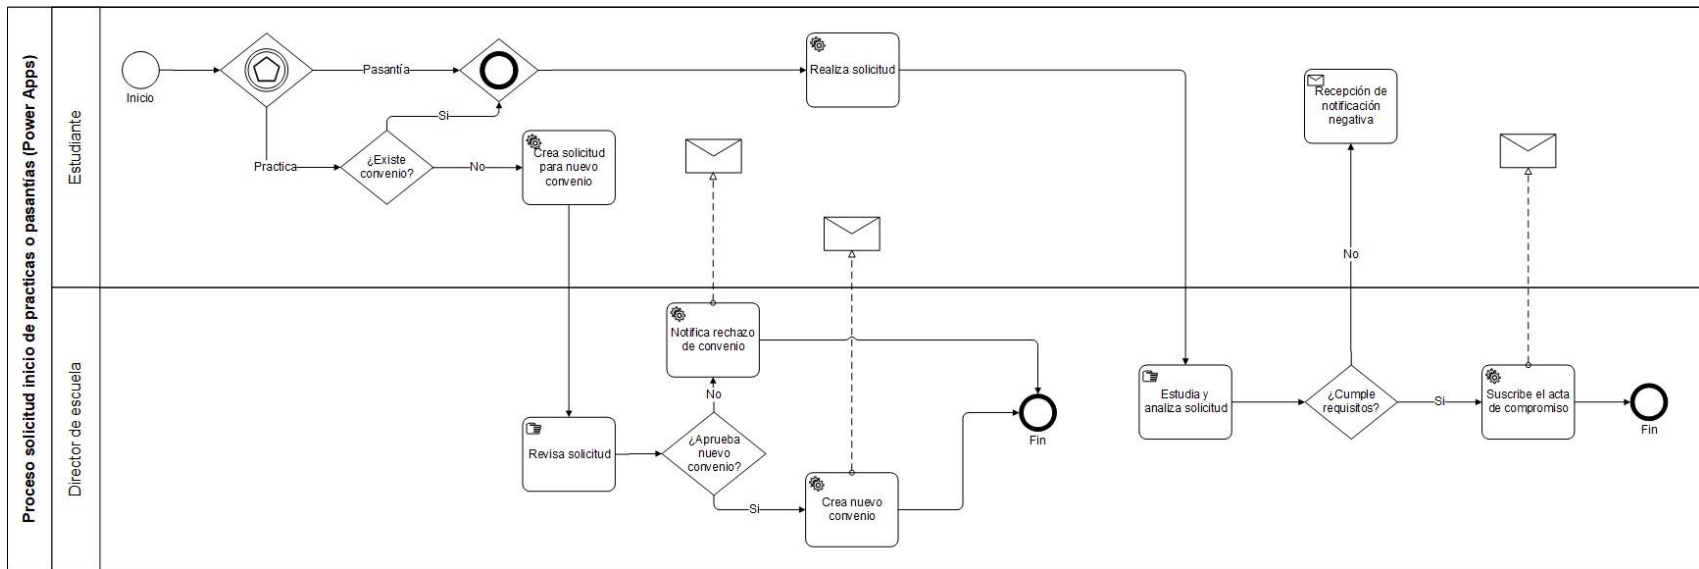 Proceso solicitud inicio de practicas o pasantías (Power Apps)
Estudiante
Inicio
Pasantía
Practica
¿Existe
convenio?
Si
No
Crea solicitud
para nuevo
convenio
Realiza solicitud
Recepción de
notificación
negativa
No
Director de escuela
Revisa solicitud
¿Aprueba
nuevo
convenio?
No
Notifica rechazo
de convenio
Si
Crea nuevo
convenio
Fin
Estudia y
analiza solicitud
¿Cumple
requisitos?
Si
Suscribe el acta
de compromiso
Fin